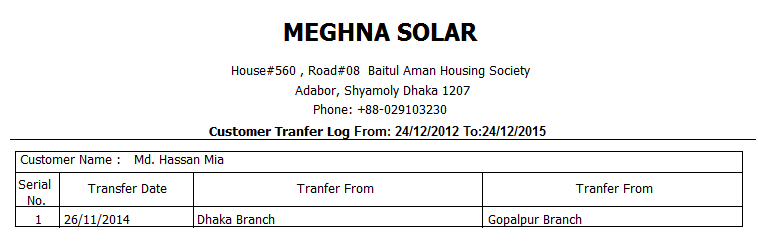 MEGHNA SOLAR
House#560 , Road#08 Baitul Aman Housing Society
Adabor, Shyamoly Dhaka 1207
Phone: +88-029103230
Customer Tranfer Log From: 24/12/2012 To:24/12/2015
Customer Name : Md. Hassan Mia
Serial No. Transfer Date Tranfer From Tranfer From
1 26/11/2014 Dhaka Branch Gopalpur Branch